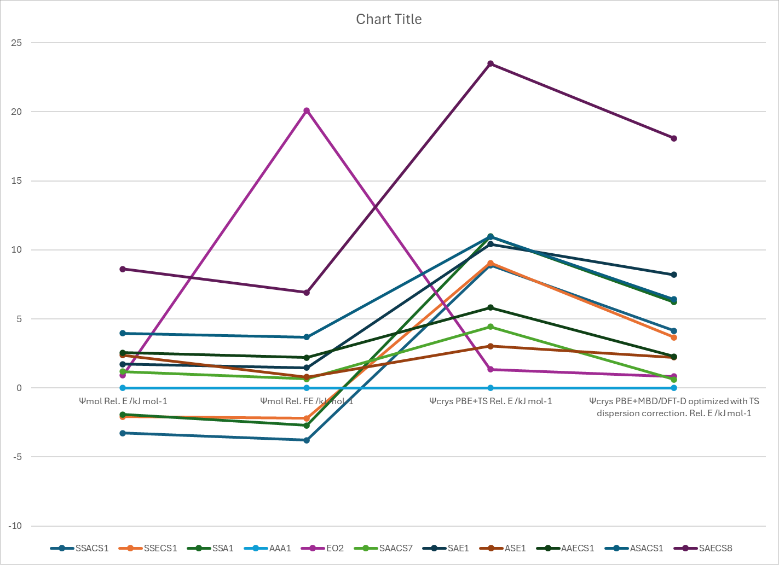 Chart Title
25
20
15
10
5
0
-5
-10
Ψmol Rel. E /kJ mol-1
Ψmol Rel. FE /kJ mol-1
Ψcrys PBE+TS Rel. E /kJ mol-1
Ψcrys PBE+MBD/DFT-D optimized with TS
dispersion correction. Rel. E /kJ mol-1
SSACS1 SSECS1 SSA1 AAA1 EO2 SAACS7 SAE1 ASE1 AAECS1 ASACS1 SAECS8